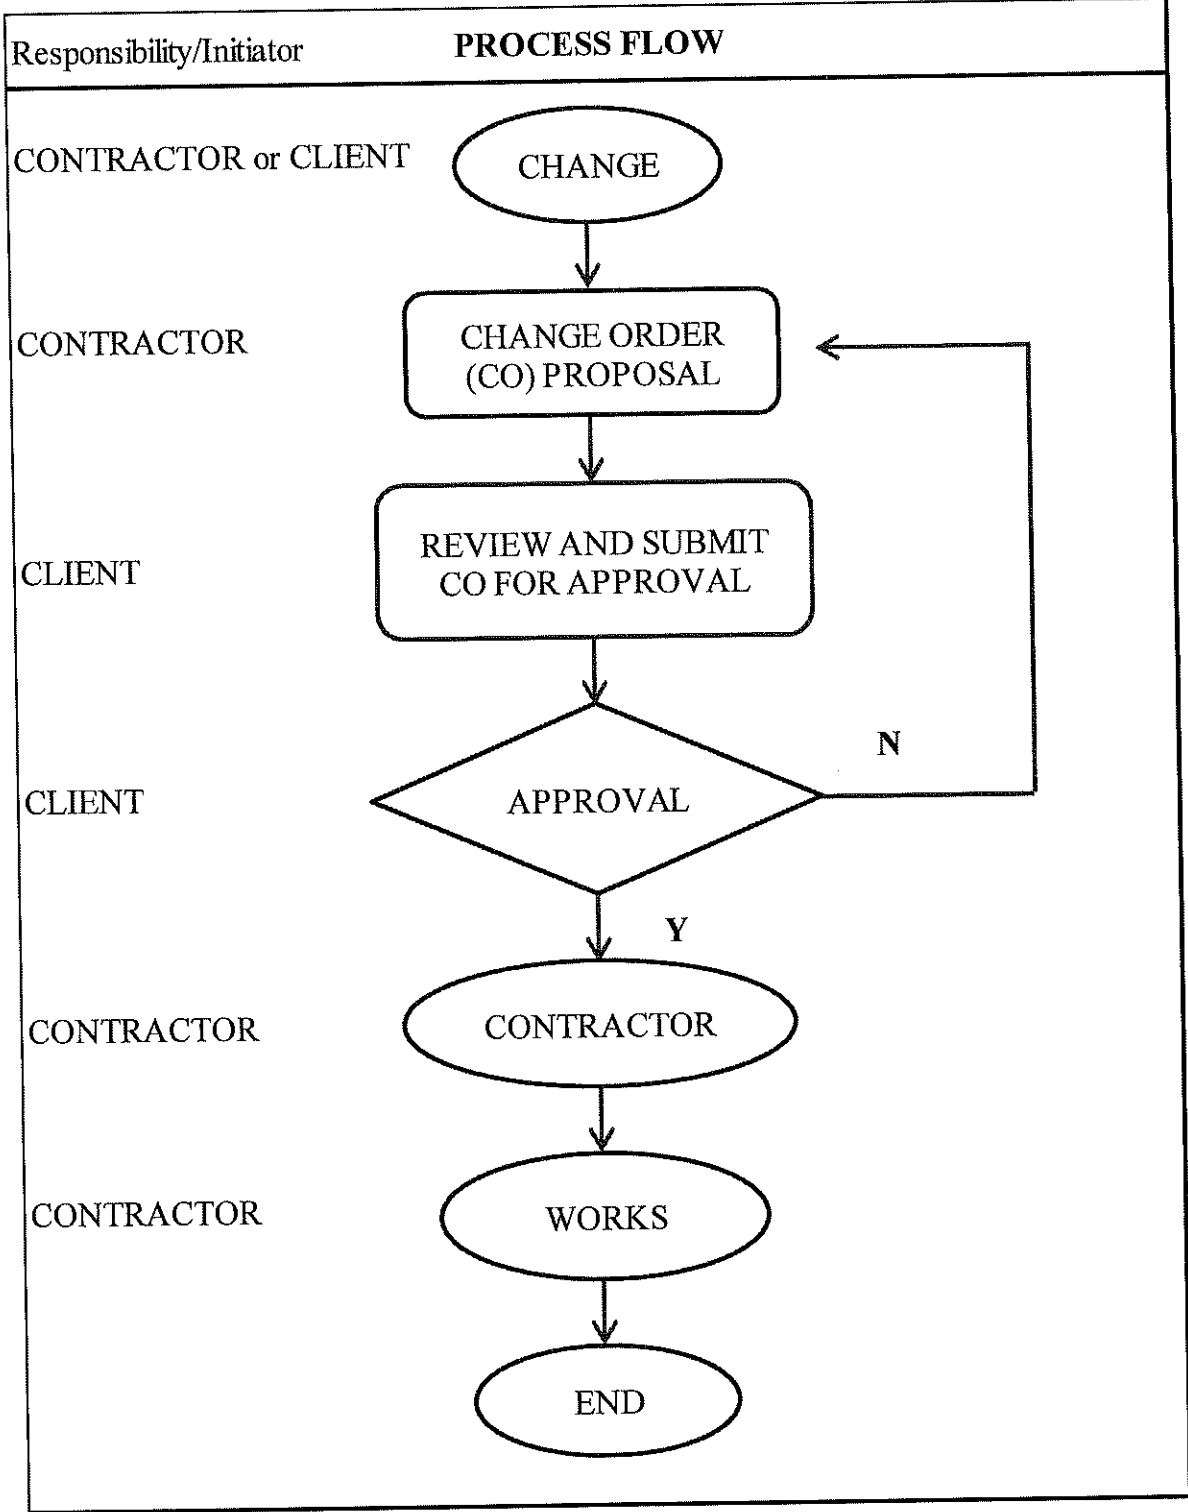 Responsibility/Initiator PROCESS FLOW
CONTRACTOR or CLIENT CHANGE
CONTRACTOR CHANGE ORDER
(CO) PROPOSAL
REVIEW AND SUBMIT
CLIENT CO FOR APPROVAL
N
CLIENT APPROVAL
Y
CONTRACTOR CONTRACTOR
CONTRACTOR WORKS
END